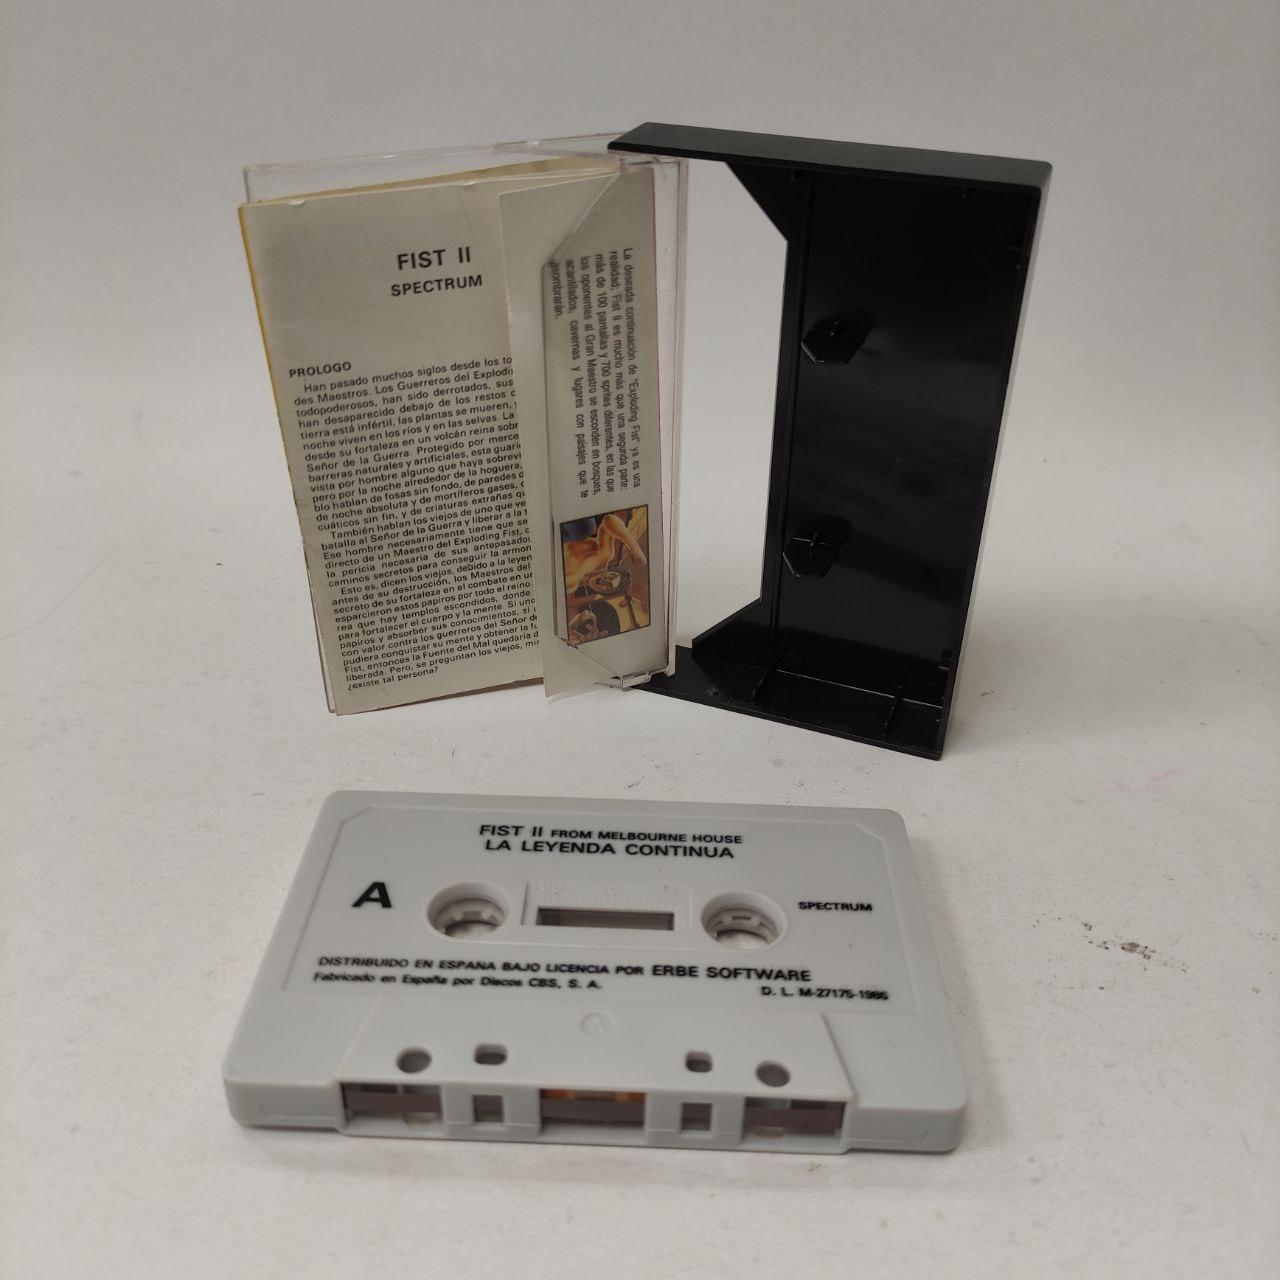 FIST II
SPECTRUM
PROLOGO
Han pasado muchos siglos desde los
des Maestros. Los Guerreros del
todopoderosos, han sido derrotados, sus
han desaparecido debajo de los restos
tierra está infértil, las plantas se mueren,
noche viven en los ríos y en las selvas. La
desde su fortaleza en un volcán reina
Señor de la Guerra. Protegido por
barreras naturales y artificiales, esta
vista por hombre alguno que haya
pero por la noche alrededor de la hoguera,
blo hablan de fosas sin fondo, de paredes
de noche absoluta y de mortíferos gases,
cuáticos sin fin, y de criaturas extrañas
También hablan los viejos de uno que
batalla al Señor de la Guerra y liberar a la
Ese hombre necesariamente tiene que
directo de un Maestro del Exploding Fist,
la pericia necesaria de sus
caminos secretos para conseguir la
Esto es, dicen los viejos, debido a la
antes de su destrucción, los Maestros del
secreto de su fortaleza en el combate en
esparcieron estos papiros por todo el reino.
rea que hay templos escondidos, donde
para fortalecer el cuerpo y la mente. Si
papiros y absorber sus conocimientos, si
con valor contra los guerreros del Señor
pudiera conquistar su mente y obtener la
Fist, entonces la Fuente del Mal quedaría
liberada. Pero, se preguntan los viejos,
¿existe tal persona?
La deseada continuación de "Exploding Fist" ya es una
realidad; Fist II es mucho más que una segunda parte:
más de 100 pantallas y 700 sprites diferentes, en las que
los oponentes al Gran Maestro se esconden en bosques,
acantilados, cavernas y lugares con paisajes que te
asombrarán.
FIST II FROM MELBOURNE HOUSE
LA LEYENDA CONTINUA
A
SPECTRUM
DISTRIBUIDO EN ESPAÑA BAJO LICENCIA POR ERBE SOFTWARE
Fabricado en España por Discos CBS, S. A.
D. L. M-27175-1986